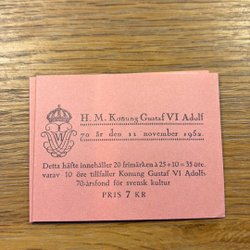 H. M. Konung Gustaf VI Adolf
70 år den 11 november 1952.
Detta häfte innehåller 20 frimärken à 25+10=35 öre,
varav 10 öre tillfaller Konung Gustaf VI Adolfs
70-årsfond för svensk kultur
PRIS 7 KR